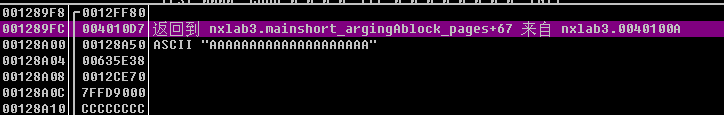 001289F8 0012FF80
001289FC 004010D7 返回到 nxlab3.mainshort_argingAblock_pages+67 来自 nxlab3.0040100A
00128A00 00128A50 ASCII "AAAAAAAAAAAAAAAAAAAA"
00128A04 00635E38
00128A08 0012CE70
00128A0C 7FFD9000
00128A10 CCCCCCCC